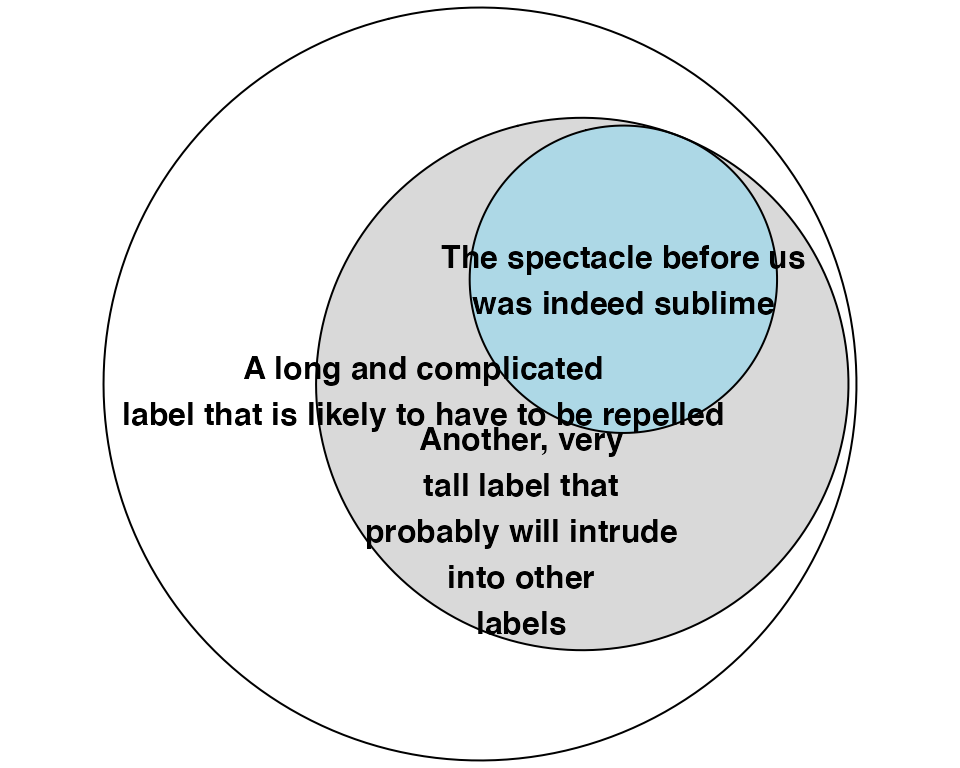 The spectacle before us
was indeed sublime
A long and complicated
label that is likely to have to be repelled
Another, very
tall label that
probably will intrude
into other
labels